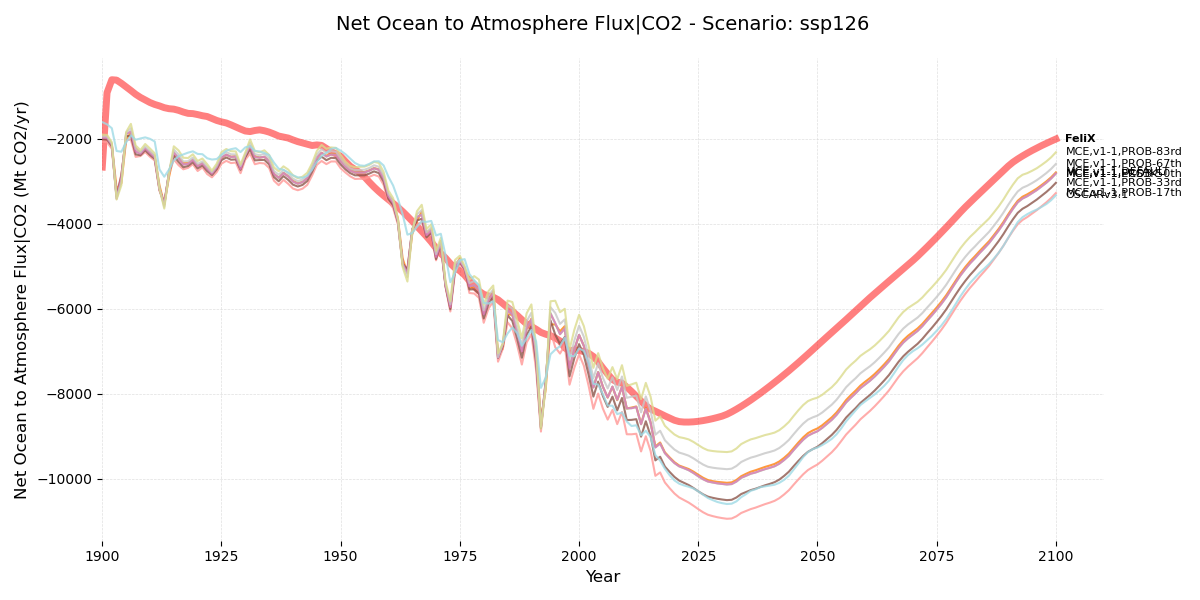 Net Ocean to Atmosphere Flux|CO2 - Scenario: ssp126
Net Ocean to Atmosphere Flux|CO2 (Mt CO2/yr)
−2000
−4000
−6000
−8000
−10000
1900
1925
1950
1975
2000
2025
2050
2075
2100
Year
FeliX
MCE,v1-1,PROB-83rd
MCE,v1-1,PROB-67th
MCE,v1-1,PROB-33rd
MCE,v1-1,PROB-17th
OSCARv3.1